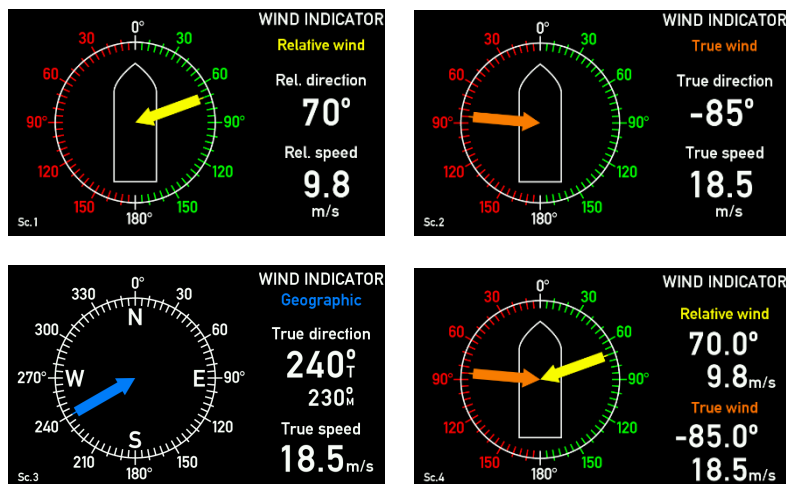 WIND INDICATOR
Relative wind
Rel. direction
70°
Rel. speed
9.8
m/s
0°
30
30
60
60
90°
90°
120
120
150
150
180°
Sc.1
WIND INDICATOR
True wind
True direction
-85°
True speed
18.5
m/s
0°
30
30
60
60
90°
90°
120
120
150
150
180°
Sc.2
WIND INDICATOR
Geographic
True direction
240°T
230°M
True speed
18.5 m/s
0°
330
30
300
60
270°
90°
240
120
210
150
180°
N
W
E
S
Sc.3
WIND INDICATOR
Relative wind
70.0°
9.8 m/s
True wind
-85.0°
18.5 m/s
0°
30
30
60
60
90°
90°
120
120
150
150
180°
Sc.4